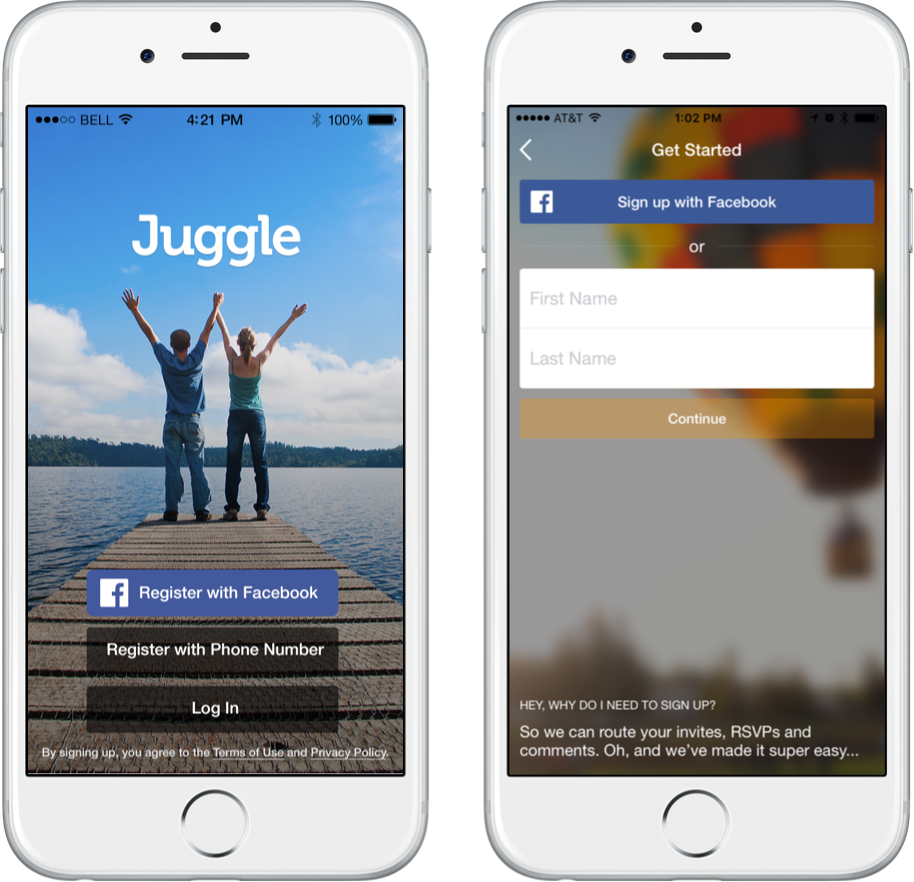 BELL 4:21 PM 100%
Juggle
Register with Facebook
Register with Phone Number
Log In
By signing up, you agree to the Terms of Use and Privacy Policy.
AT&T 1:02 PM
Get Started
Sign up with Facebook
or
First Name
Last Name
Continue
HEY, WHY DO I NEED TO SIGN UP?
So we can route your invites, RSVPs and
comments. Oh, and we've made it super easy...